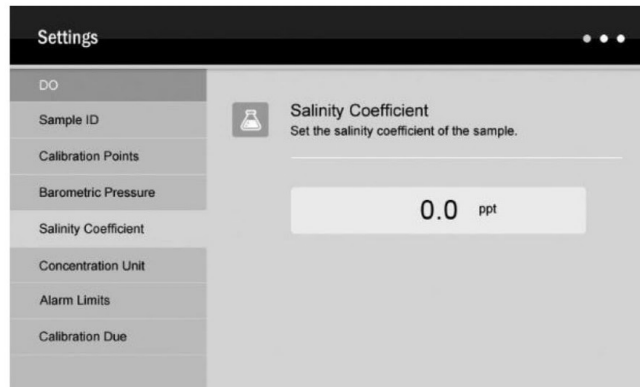 Settings
DO
Sample ID
Calibration Points
Barometric Pressure
Salinity Coefficient
Concentration Unit
Alarm Limits
Calibration Due
Salinity Coefficient
Set the salinity coefficient of the sample.
0.0 ppt